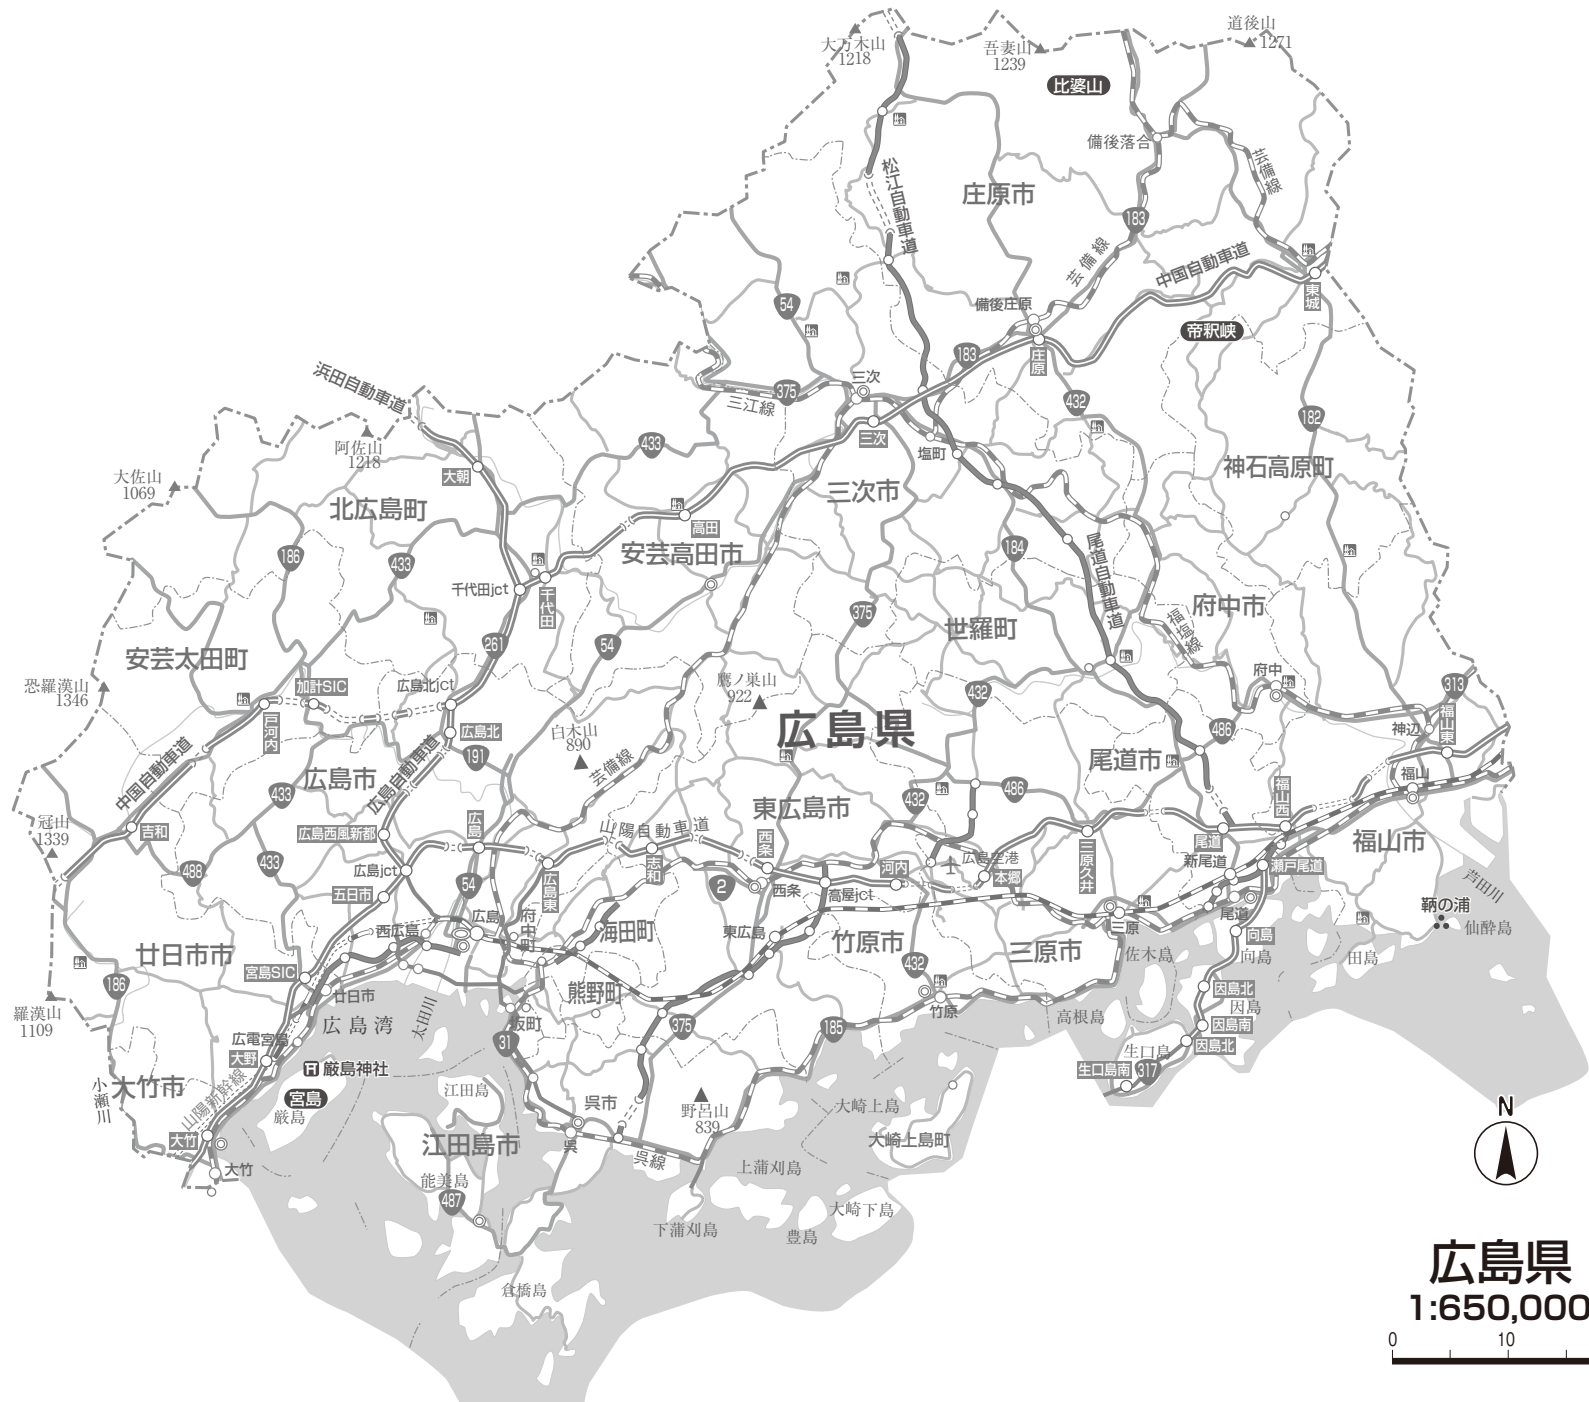 道後山
1271
大万木山
1218
吾妻山
1239
比婆山
備後落合
芸備線
松江自動車道
庄原市
183
芸備線
中国自動車道
54
備後庄原
東城
帝釈峡
183
庄原
浜田自動車道
三次
375
三江線
432
182
阿佐山
1218
433
三次
塩町
大朝
大佐山
1069
神石高原町
三次市
北広島町
高田
安芸高田市
186
433
184
尾道自動車道
千代田jct
千代田
375
府中市
261
54
世羅町
福塩線
安芸太田町
恐羅漢山
1346
加計SIC
広島北jct
府中
鷹ノ巣山
922
432
313
戸河内
広島北
白木山
890
広島県
486
神辺
福山東
中国自動車道
広島自動車道
191
芸備線
尾道市
広島市
福山
433
432
486
東広島市
福山西
冠山
1339
吉和
広島西風新都
広島
山陽自動車道
西条
尾道
福山市
三原久井
488
433
広島jct
志和
河内
広島空港
新尾道
瀬戸尾道
五日市
54
広島東
2
西条
高屋jct
本郷
芦田川
鞆の浦
仙酔島
西広島
広島
府中町
海田町
東広島
竹原市
三原
尾道
向島
廿日市市
三原市
佐木島
向島
田島
宮島SIC
186
432
熊野町
因島北
因島
羅漢山
1109
廿日市
広島湾
太田川
坂町
375
185
竹原
高根島
因島南
広電宮島
31
生口島
因島北
大野
厳島神社
生口島南
317
小瀬川
大竹市
山陽新幹線
宮島
厳島
江田島
呉市
野呂山
839
大崎上島
大竹
江田島市
呉
大崎上島町
N
大竹
呉線
上蒲刈島
能美島
487
下蒲刈島
豊島
大崎下島
広島県
倉橋島
1:650,000
0 10